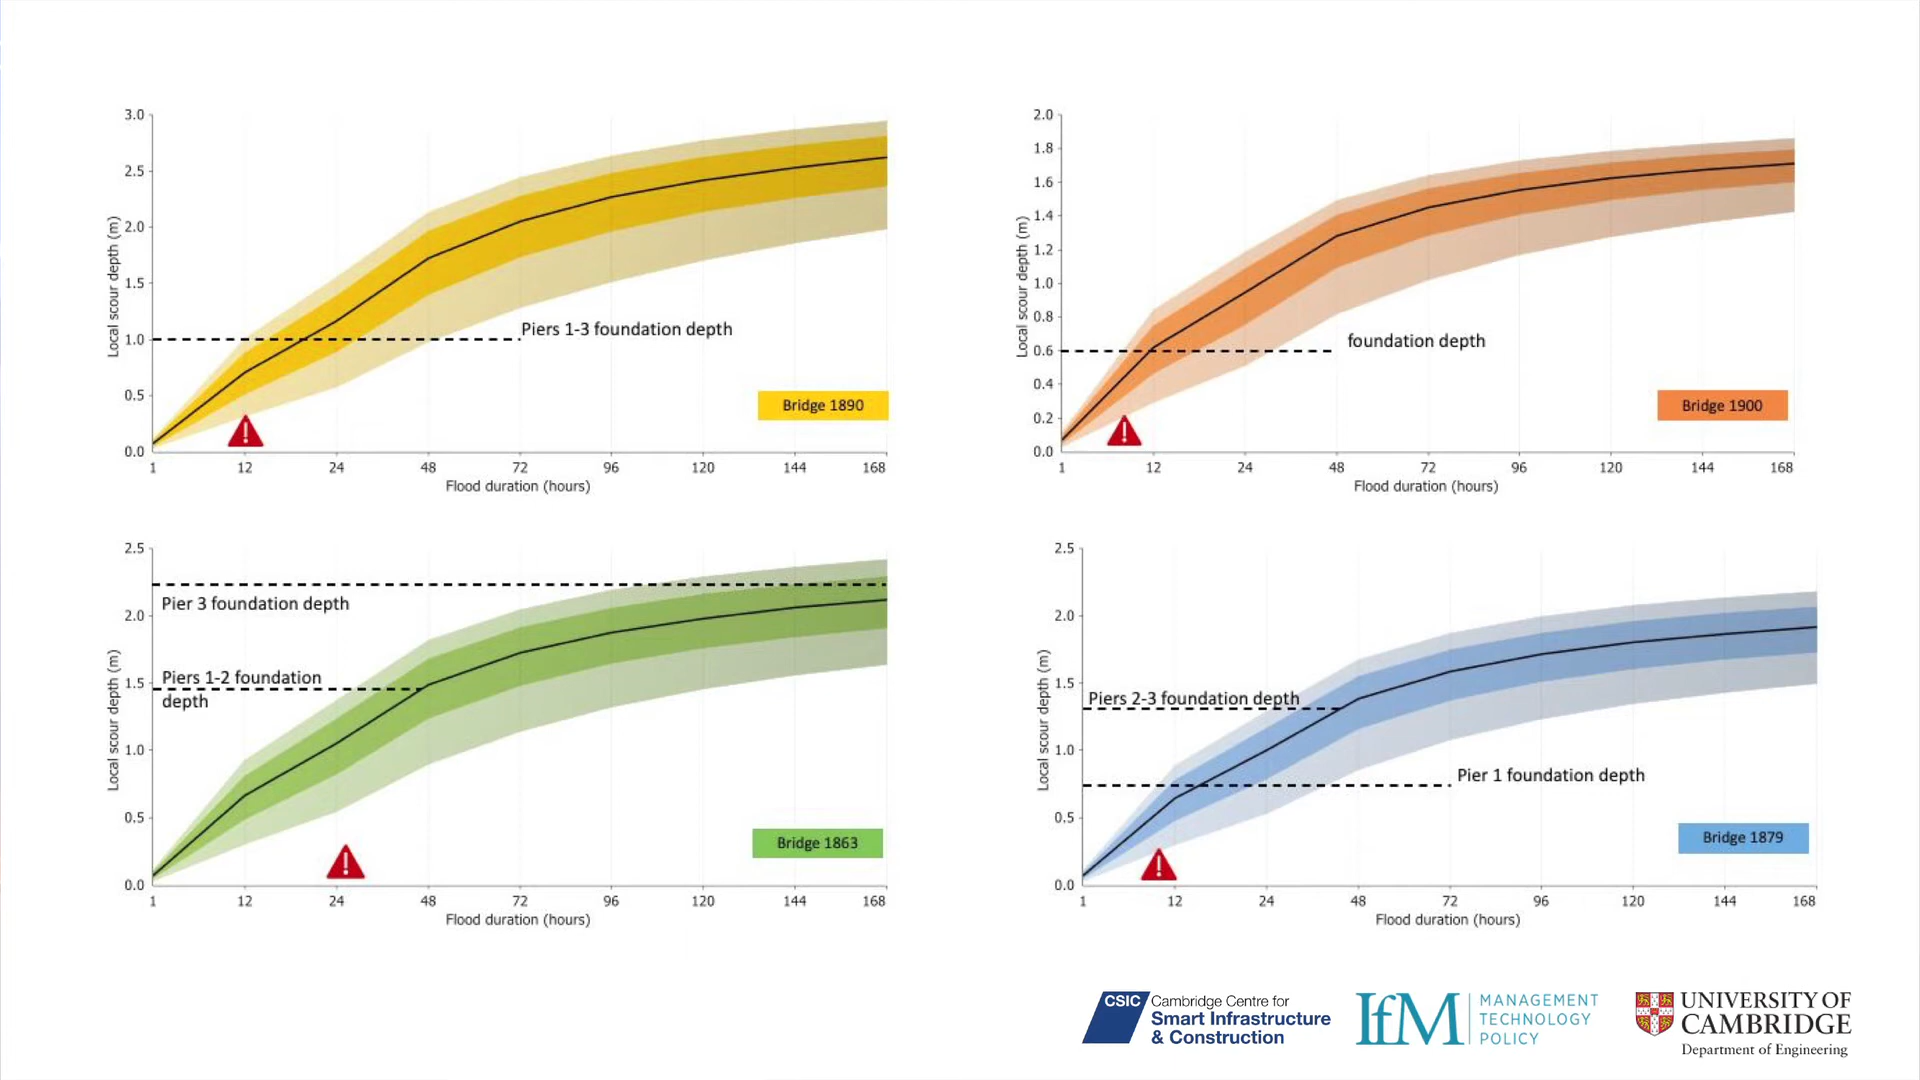 3.0
2.5
2.0
1.5
1.0
0.5
0.0
Local scour depth (m)
Piers 1-3 foundation depth
Bridge 1890
1 12 24 48 72 96 120 144 168
Flood duration (hours)
2.0
1.8
1.6
1.4
1.2
1.0
0.8
0.6
0.4
0.2
0.0
Local scour depth (m)
foundation depth
Bridge 1900
1 12 24 48 72 96 120 144 168
Flood duration (hours)
2.5
2.0
1.5
1.0
0.5
0.0
Local scour depth (m)
Pier 3 foundation depth
Piers 1-2 foundation
depth
Bridge 1863
1 12 24 48 72 96 120 144 168
Flood duration (hours)
2.5
2.0
1.5
1.0
0.5
0.0
Local scour depth (m)
Piers 2-3 foundation depth
Pier 1 foundation depth
Bridge 1879
1 12 24 48 72 96 120 144 168
Flood duration (hours)
CSIC
Cambridge Centre for
Smart Infrastructure
& Construction
IfM
MANAGEMENT
TECHNOLOGY
POLICY
UNIVERSITY OF
CAMBRIDGE
Department of Engineering